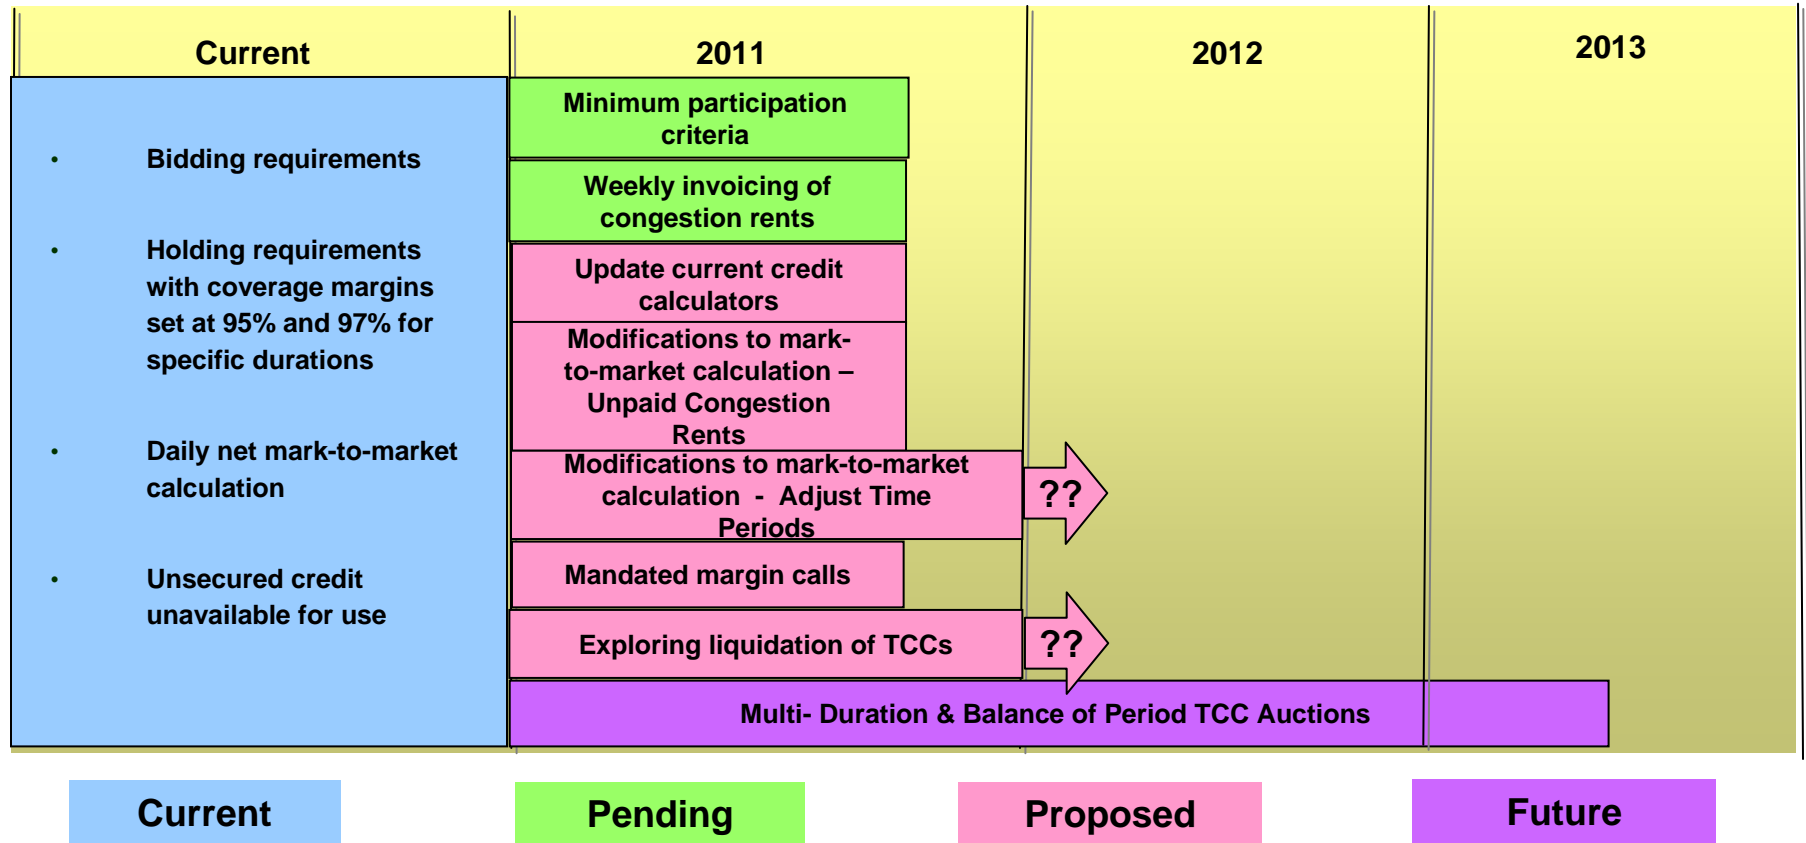 Current
2011
2012
2013
• Bidding requirements
• Holding requirements
with coverage margins
set at 95% and 97% for
specific durations
• Daily net mark-to-market
calculation
• Unsecured credit
unavailable for use
Minimum participation
criteria
Weekly invoicing of
congestion rents
Update current credit
calculators
Modifications to mark-
to-market calculation –
Unpaid Congestion
Rents
Modifications to mark-to-market
calculation - Adjust Time
Periods
??
Mandated margin calls
Exploring liquidation of TCCs
??
Multi- Duration & Balance of Period TCC Auctions
Current
Pending
Proposed
Future